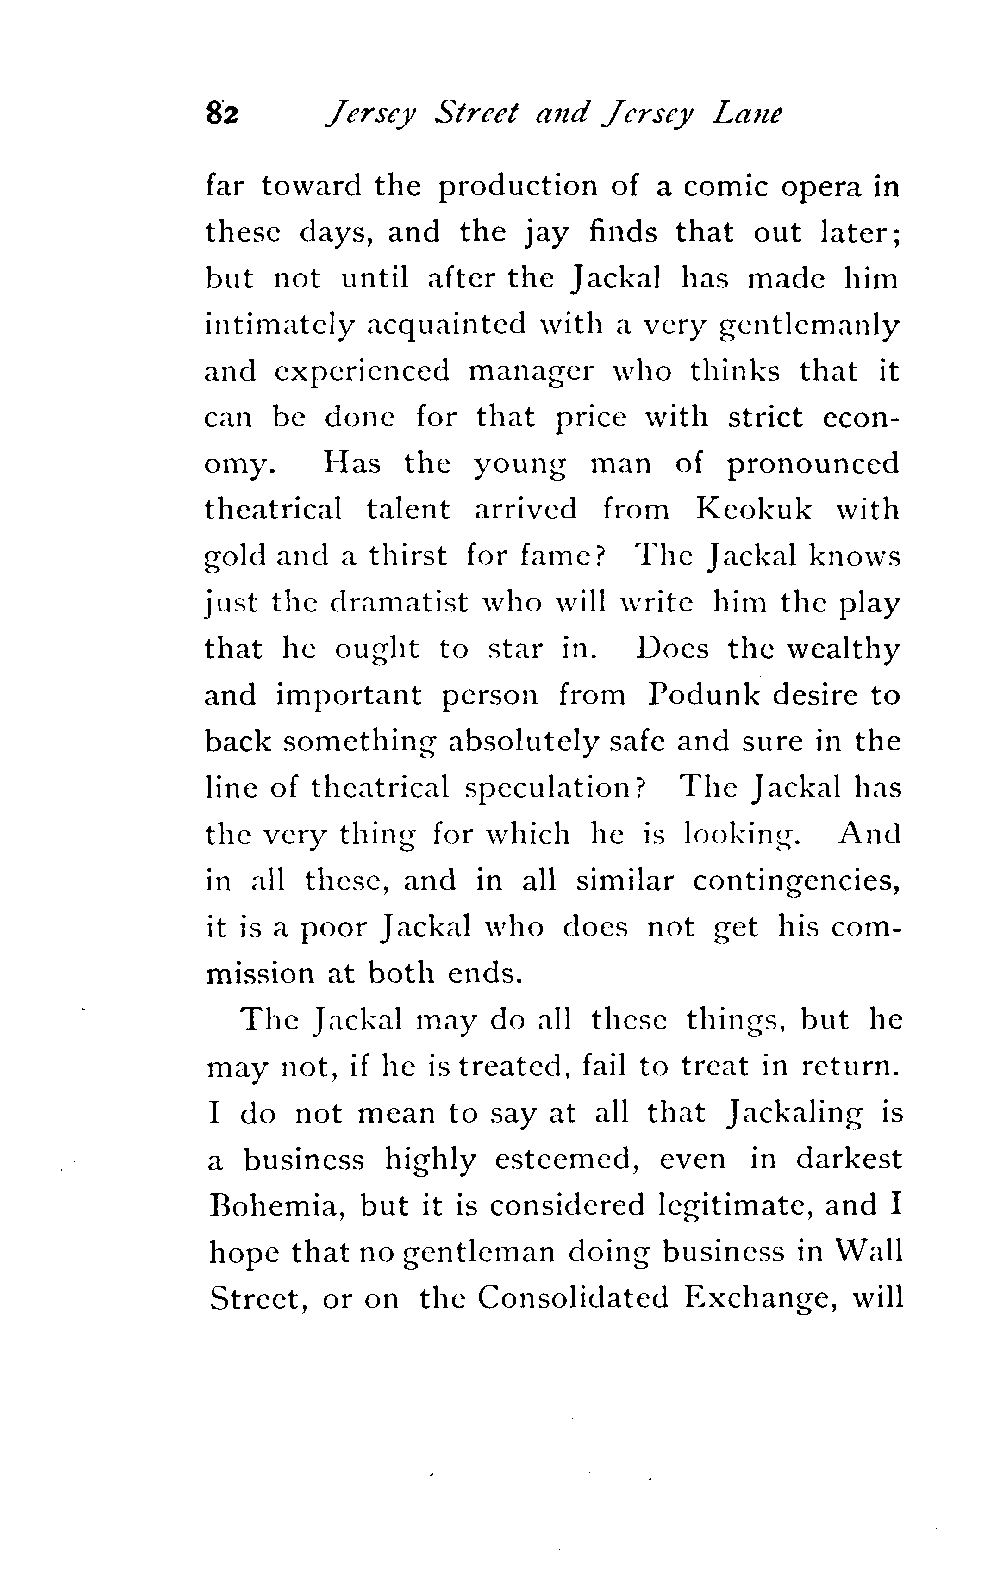 82 Jersey Street and Jersey Lane
far toward the production of a comic opera in
these days, and the jay finds that out later;
but not until after the Jackal has made him
intimately acquainted with a very gentlemanly
and experienced manager who thinks that it
can be done for that price with strict econ-
omy. Has the young man of pronounced
theatrical talent arrived from Keokuk with
gold and a thirst for fame? The Jackal knows
just the dramatist who will write him the play
that he ought to star in. Does the wealthy
and important person from Podunk desire to
back something absolutely safe and sure in the
line of theatrical speculation? The Jackal has
the very thing for which he is looking. And
in all these, and in all similar contingencies,
it is a poor Jackal who does not get his com-
mission at both ends.
The Jackal may do all these things, but he
may not, if he is treated, fail to treat in return.
I do not mean to say at all that Jackaling is
a business highly esteemed, even in darkest
Bohemia, but it is considered legitimate, and I
hope that no gentleman doing business in Wall
Street, or on the Consolidated Exchange, will